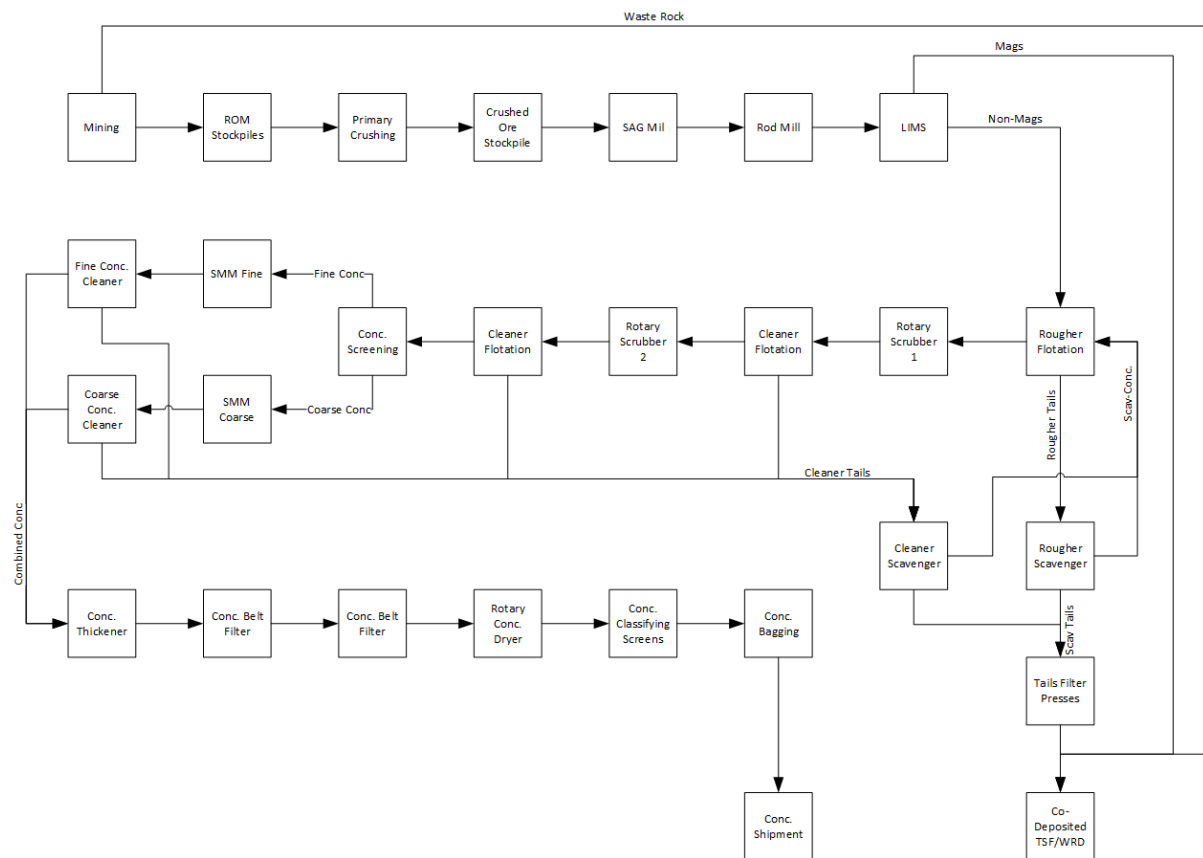 Waste Rock
Mags
Mining
ROM
Stockpiles
Primary
Crushing
Crushed
Ore
Stockpile
SAG Mil
Rod Mill
LIMS
Non-Mags
Fine Conc.
Cleaner
SMM Fine
Fine Conc
Conc.
Screening
Cleaner
Flotation
Rotary
Scrubber
2
Cleaner
Flotation
Rotary
Scrubber
1
Rougher
Flotation
Coarse
Conc.
Cleaner
SMM
Coarse
Coarse Conc
Rougher Tails
Scav-Conc.
Cleaner Tails
Combined Conc
Cleaner
Scavenger
Rougher
Scavenger
Conc.
Thickener
Conc. Belt
Filter
Conc. Belt
Filter
Rotary
Conc.
Dryer
Conc.
Classifying
Screens
Conc.
Bagging
Scav Tails
Tails Filter
Presses
Conc.
Shipment
Co-
Deposited
TSF/WRD